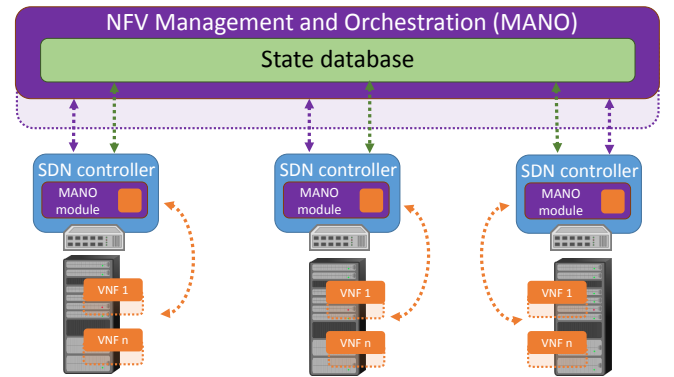 NFV Management and Orchestration (MANO)
State database
SDN controller
MANO
module
SDN controller
MANO
module
SDN controller
MANO
module
VNF 1
VNF n
VNF 1
VNF n
VNF 1
VNF n